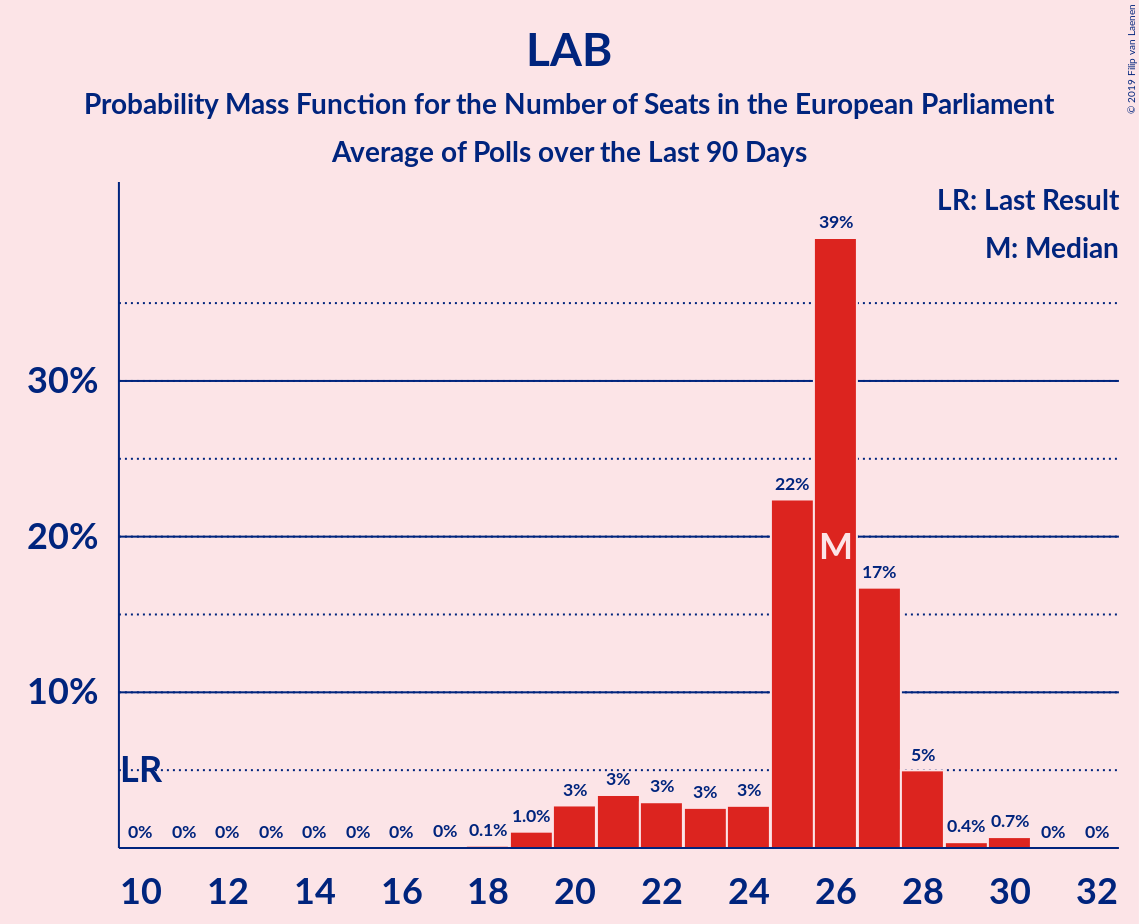 LAB
Probability Mass Function for the Number of Seats in the European Parliament
Average of Polls over the Last 90 Days
© 2019 Filip van Laenen
LR: Last Result
M: Median
39%
30%
22%
20%
M
17%
10%
LR
5%
0% 0% 0% 0% 0% 0% 0% 0% 0.1% 1.0% 3% 3% 3% 3% 3% 0.4% 0.7% 0% 0%
10 12 14 16 18 20 22 24 26 28 30 32